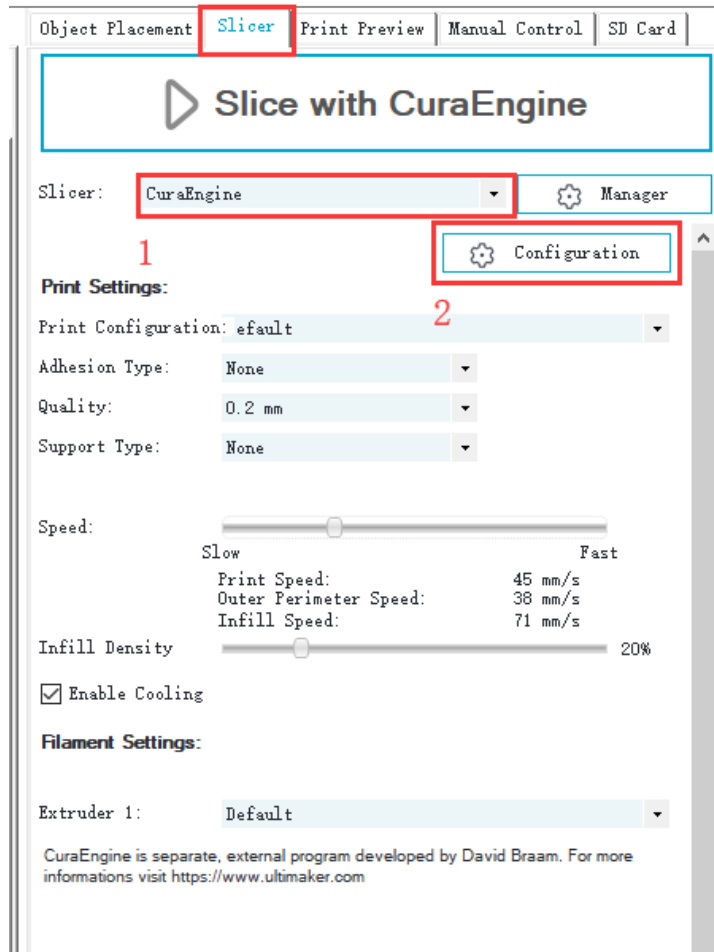 Object Placement Slicer Print Preview Manual Control SD Card
Slice with CuraEngine
Slicer: CuraEngine Manager
1 Configuration
Print Settings:
2
Print Configuration: efault
Adhesion Type: None
Quality: 0.2 mm
Support Type: None
Speed:
Slow Fast
Print Speed: 45 mm/s
Outer Perimeter Speed: 38 mm/s
Infill Speed: 71 mm/s
Infill Density 20%
Enable Cooling
Filament Settings:
Extruder 1: Default
CuraEngine is separate, external program developed by David Braam. For more
informations visit https://www.ultimaker.com